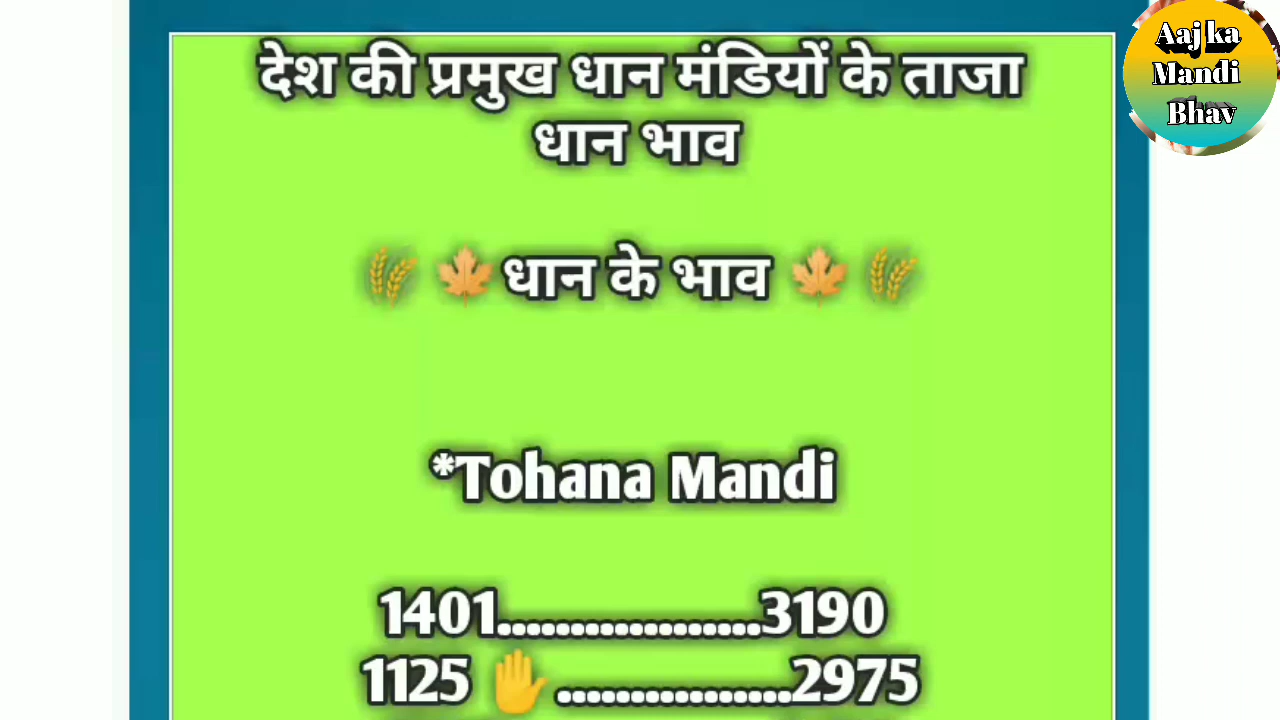 Aaj ka
Mandi
Bhav
देश की प्रमुख धान मंडियों के ताजा
धान भाव
🌾 🍁धान के भाव 🍁 🌾
*Tohana Mandi
1401..................3190
1125 ✋ ................2975